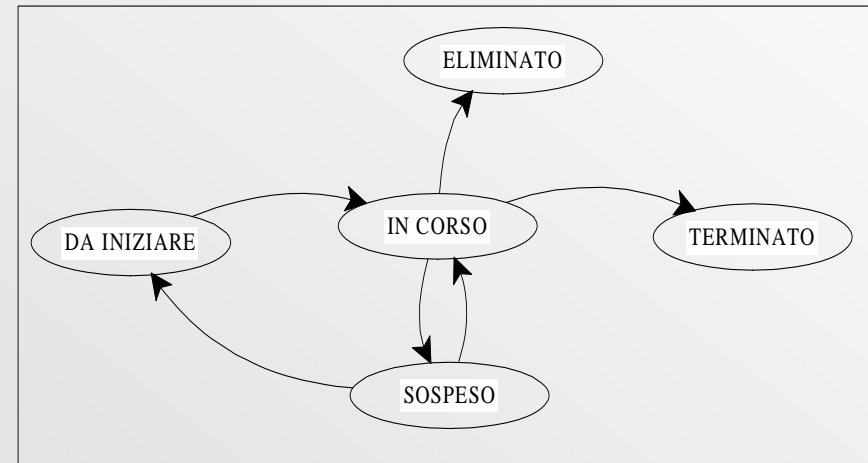 ELIMINATO
IN CORSO
DA INIZIARE
TERMINATO
SOSPESO